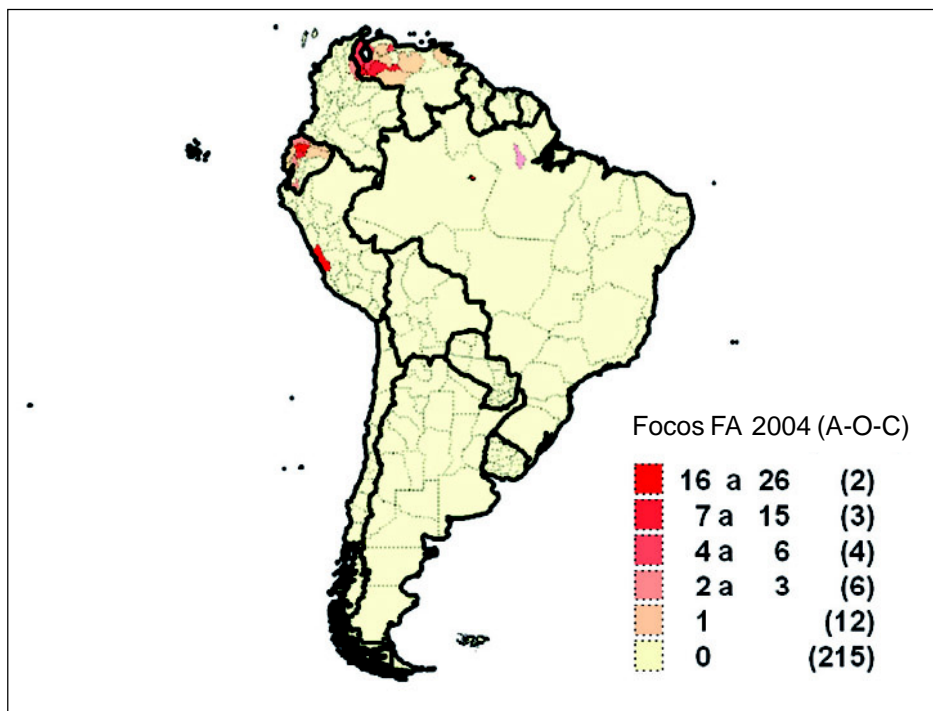 Focos FA 2004 (A-O-C)
16 a 26 (2)
7 a 15 (3)
4 a 6 (4)
2 a 3 (6)
1 (12)
0 (215)